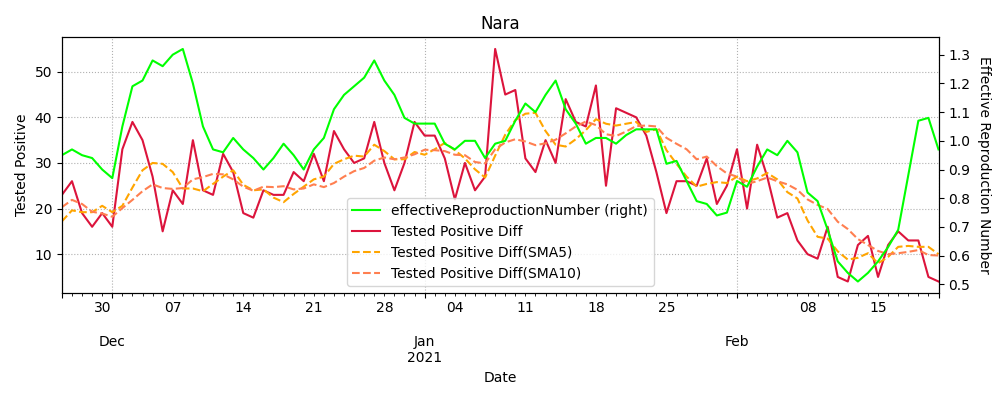 Nara
Tested Positive
50
40
30
20
10
1.3
1.2
1.1
1.0
0.9
0.8
0.7
0.6
0.5
Effective Reproduction Number
effectiveReproductionNumber (right)
Tested Positive Diff
Tested Positive Diff(SMA5)
Tested Positive Diff(SMA10)
30 07 14 21 28 04 11 18 25 08 15
Dec Jan Feb
2021
Date